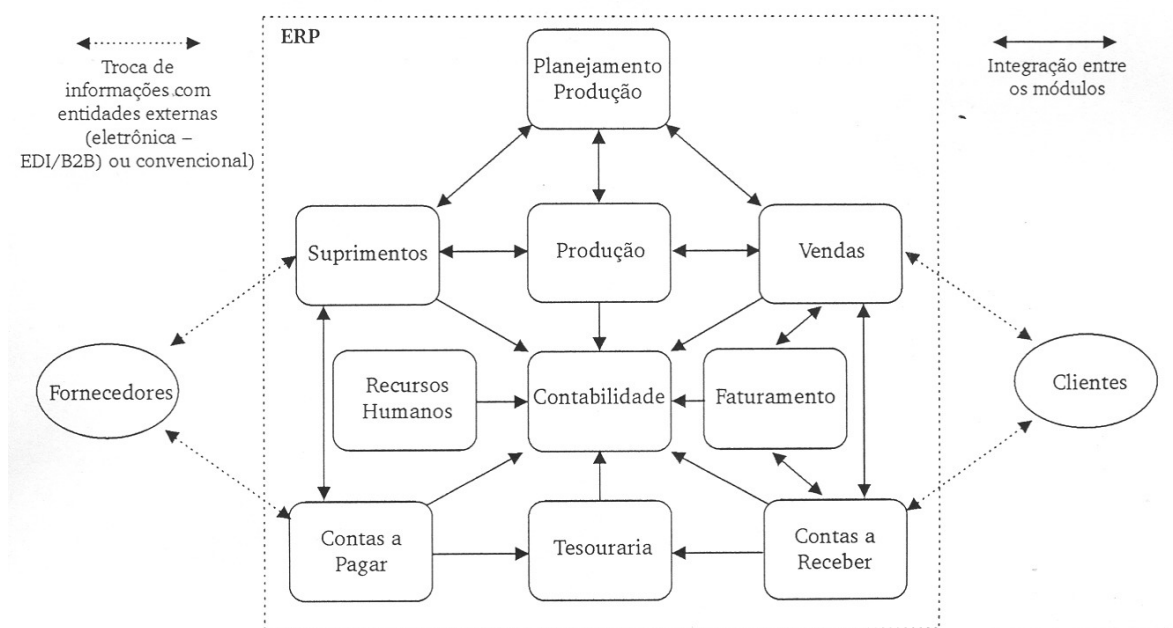 ERP
Troca de
informações com
entidades externas
(eletrônica –
EDI/B2B) ou convencional)
Planejamento
Produção
Integração entre
os módulos
Suprimentos
Produção
Vendas
Fornecedores
Recursos
Humanos
Contabilidade
Faturamento
Clientes
Contas a
Pagar
Tesouraria
Contas a
Receber